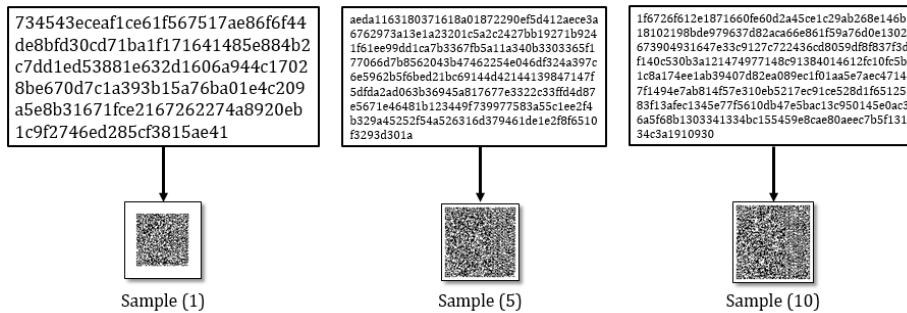 734543eceaf1ce61f567517ae86f6f44
de8bfd30cd71ba1f171641485e884b2
c7dd1ed53881e632d1606a944c1702
8be670d7c1a393b15a76ba01e4c209
a5e8b31671fce2167262274a8920eb
1c9f2746ed285cf3815ae41
aeda1163180371618a01872290ef5d412aece3a
6762973a13e1a23201c5a2c2427bb19271b924
1f61ee99dd1ca7b3367fb5a11a340b3303365f1
77066d7b8562043b47462254e046df324a397c
6e5962b5f6bed21bc69144d42144139847147f
5dfda2ad063b36945a817677e3322c33ffd4d87
e5671e46481b123449f739977583a55c1ee2f4
b329a45252f54a526316d379461de1e2f8f6510
f3293d301a
1f6726f612e1871660fe60d2a45ce1c29ab268e146b
18102198bde979637d82aca66e861f59a76d0e1302
673904931647e33c9127c722436cd8059df8f837f3d
f140c530b3a121474977148c91384014612fc10fc5b
1c8a174ee1ab39407d82ea089ec1f01aa5e7aec4714
7f1494e7ab814f57e310eb5217ec91ce528d1f65125
83f13afec1345e77f5610db47e5bac13c950145e0ac3
6a5f68b1303341334bc155459e8cae80aeec7b5f131
34c3a1910930
Sample (1)
Sample (5)
Sample (10)